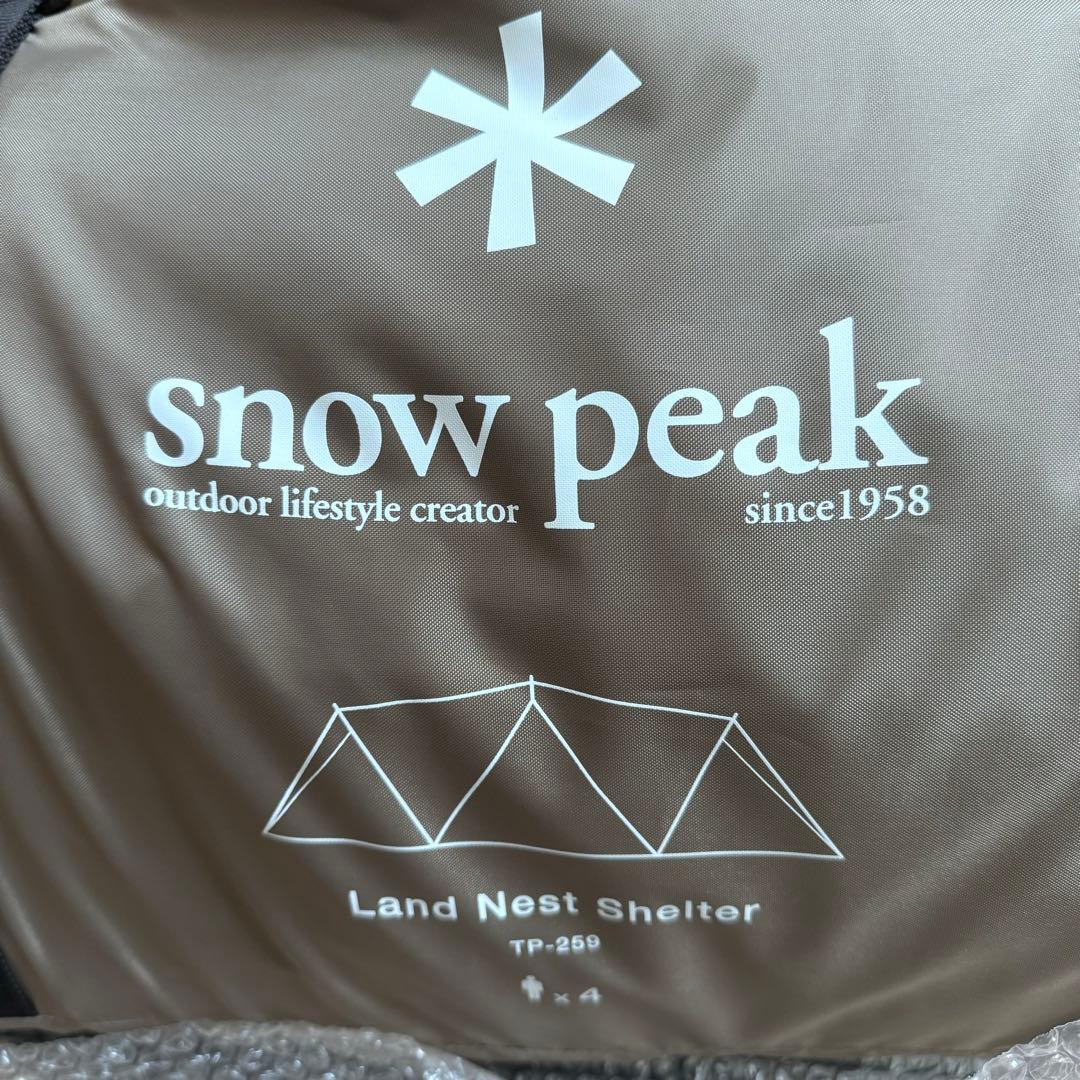 snow peak
outdoor lifestyle creator since1958
Land Nest Shelter
TP-259
x 4